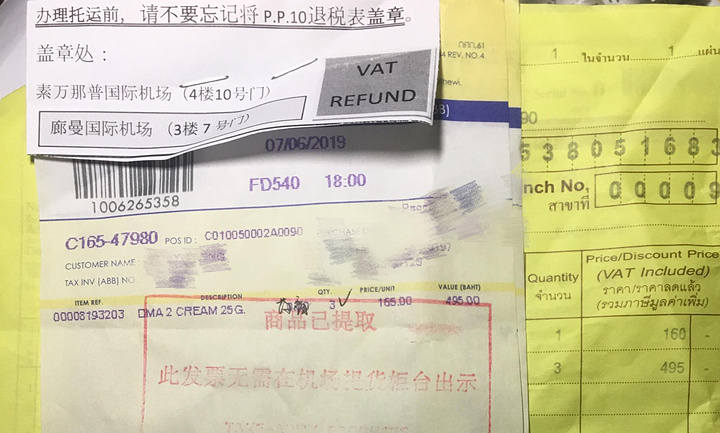 办理托运前，请不要忘记将 P.P.10退税表盖章。
盖章处：
素万那普国际机场（4楼10号门）
廊曼国际机场（3楼 7 号门）
VAT
REFUND
ภ.พ.61
REV. NO.4
07/06/2019
FD540 18:00
1006265358
C165-47980 POS ID : C010050002A0090
CUSTOMER NAME
TAX INV (ABB) NO
ITEM REF. DESCRIPTION QTY. PRICE/UNIT VALUE (BAHT)
00008193203 DMA 2 CREAM 25G. 3 165.00 495.00
商品已提取
此发票无需在机场提货柜台出示
1 ในจำนวน 1 แผ่น
90
538051683
nch No. 00009
สาขาที่
Quantity
จำนวน
Price/Discount Price
(VAT Included)
ราคา/ราคาลดแล้ว
(รวมภาษีมูลค่าเพิ่ม)
1 160 -
3 495 -